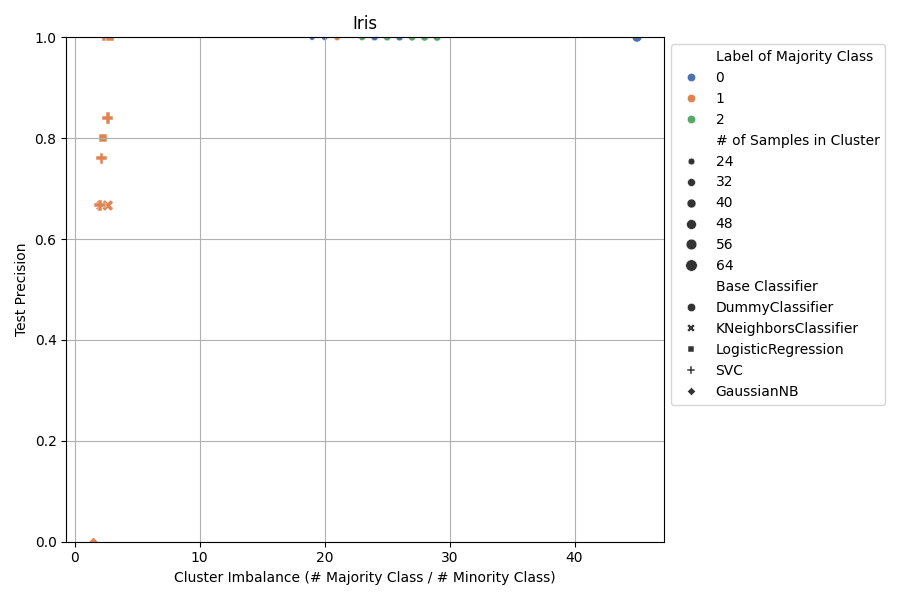 Iris
1.0
0.8
0.6
0.4
0.2
0.0
Test Precision
0
10
20
30
40
Cluster Imbalance (# Majority Class / # Minority Class)
Label of Majority Class
0
1
2
# of Samples in Cluster
24
32
40
48
56
64
Base Classifier
DummyClassifier
KNeighborsClassifier
LogisticRegression
SVC
GaussianNB